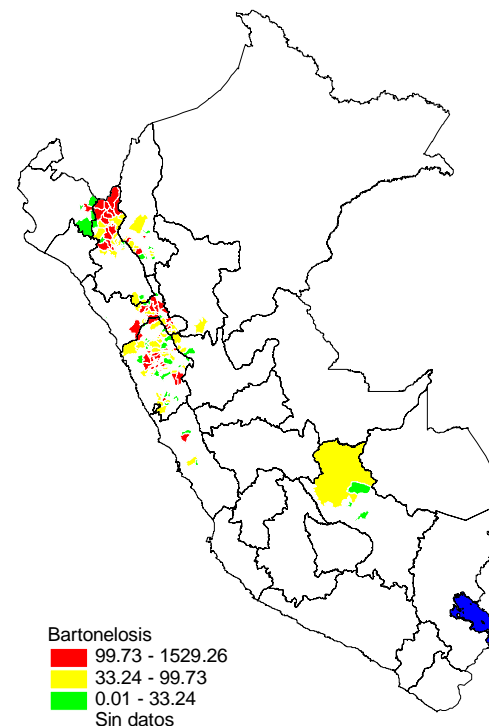 Bartonelosis
99.73 - 1529.26
33.24 - 99.73
0.01 - 33.24
Sin datos